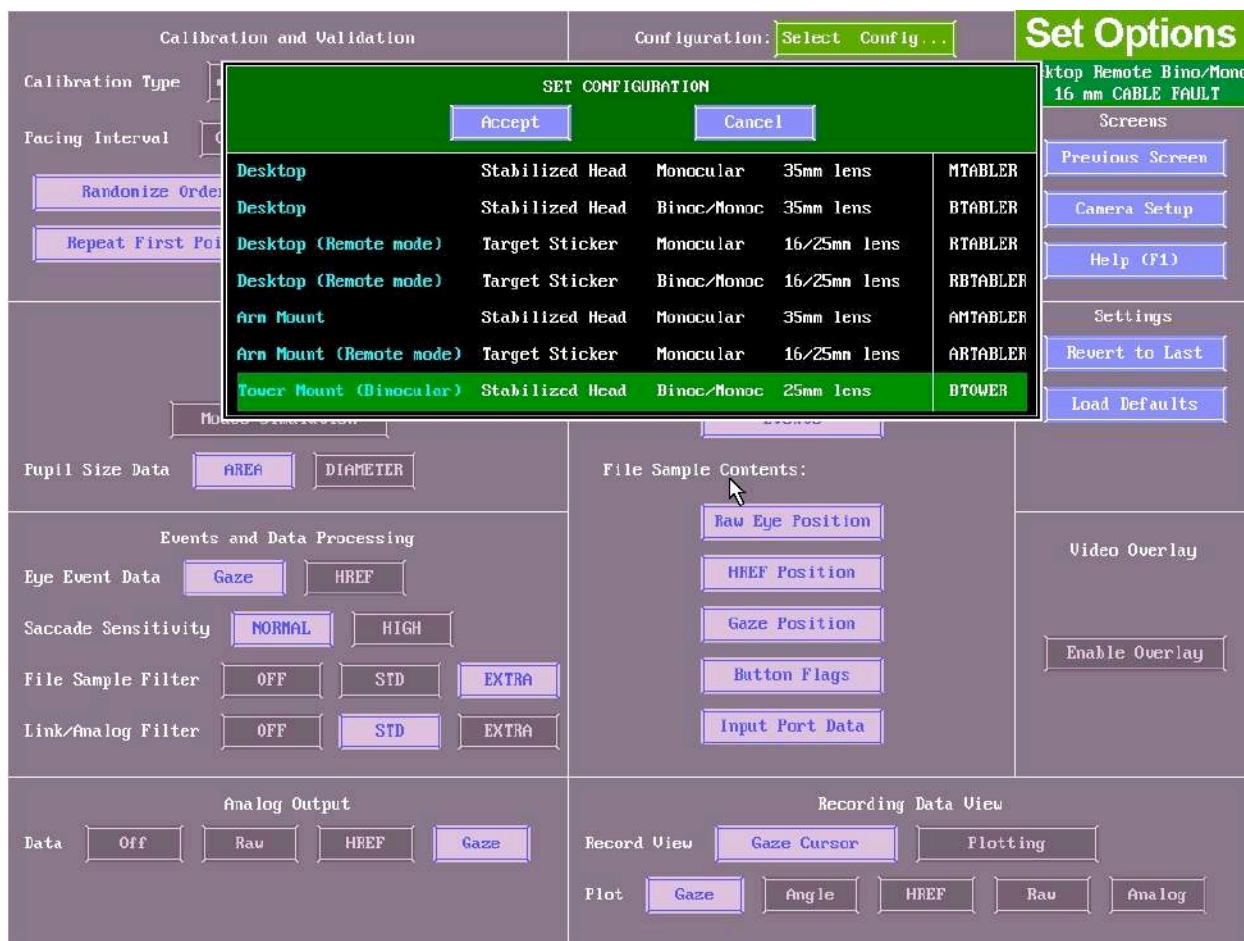 Calibration and Validation
Configuration: Select Config...
Set Options
ktop Remote Bino/Mono
16 mm CABLE FAULT
Calibration Type
Pacing Interval
Randomize Order
Repeat First Poi
SET CONFIGURATION
Accept Cancel
Desktop Stabilized Head Monocular 35mm lens MTABLER
Desktop Stabilized Head Binoc/Monoc 35mm lens BTABLER
Desktop (Remote mode) Target Sticker Monocular 16/25mm lens RTABLER
Desktop (Remote mode) Target Sticker Binoc/Monoc 16/25mm lens RBTABLER
Arm Mount Stabilized Head Monocular 35mm lens AMTABLER
Arm Mount (Remote mode) Target Sticker Monocular 16/25mm lens ARTABLER
Tower Mount (Binocular) Stabilized Head Binoc/Monoc 25mm lens BTOWER
Screens
Previous Screen
Camera Setup
Help (F1)
Settings
Revert to Last
Load Defaults
Mouse Simulation
Pupil Size Data AREA DIAMETER
Events
File Sample Contents:
Raw Eye Position
HREF Position
Gaze Position
Button Flags
Input Port Data
Events and Data Processing
Eye Event Data Gaze HREF
Saccade Sensitivity NORMAL HIGH
File Sample Filter OFF STD EXTRA
Link/Analog Filter OFF STD EXTRA
Video Overlay
Enable Overlay
Analog Output
Data Off Raw HREF Gaze
Recording Data View
Record View Gaze Cursor Plotting
Plot Gaze Angle HREF Raw Analog